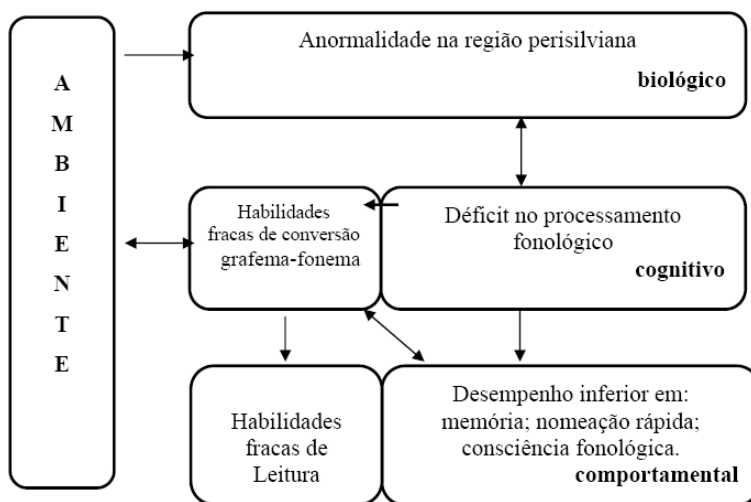 AMBIENTE
Anormalidade na região perisilviana
biológico
Habilidades
fracas de conversão
grafema-fonema
Déficit no processamento
fonológico
cognitivo
Habilidades
fracas de
Leitura
Desempenho inferior em:
memória; nomeação rápida;
consciência fonológica.
comportamental